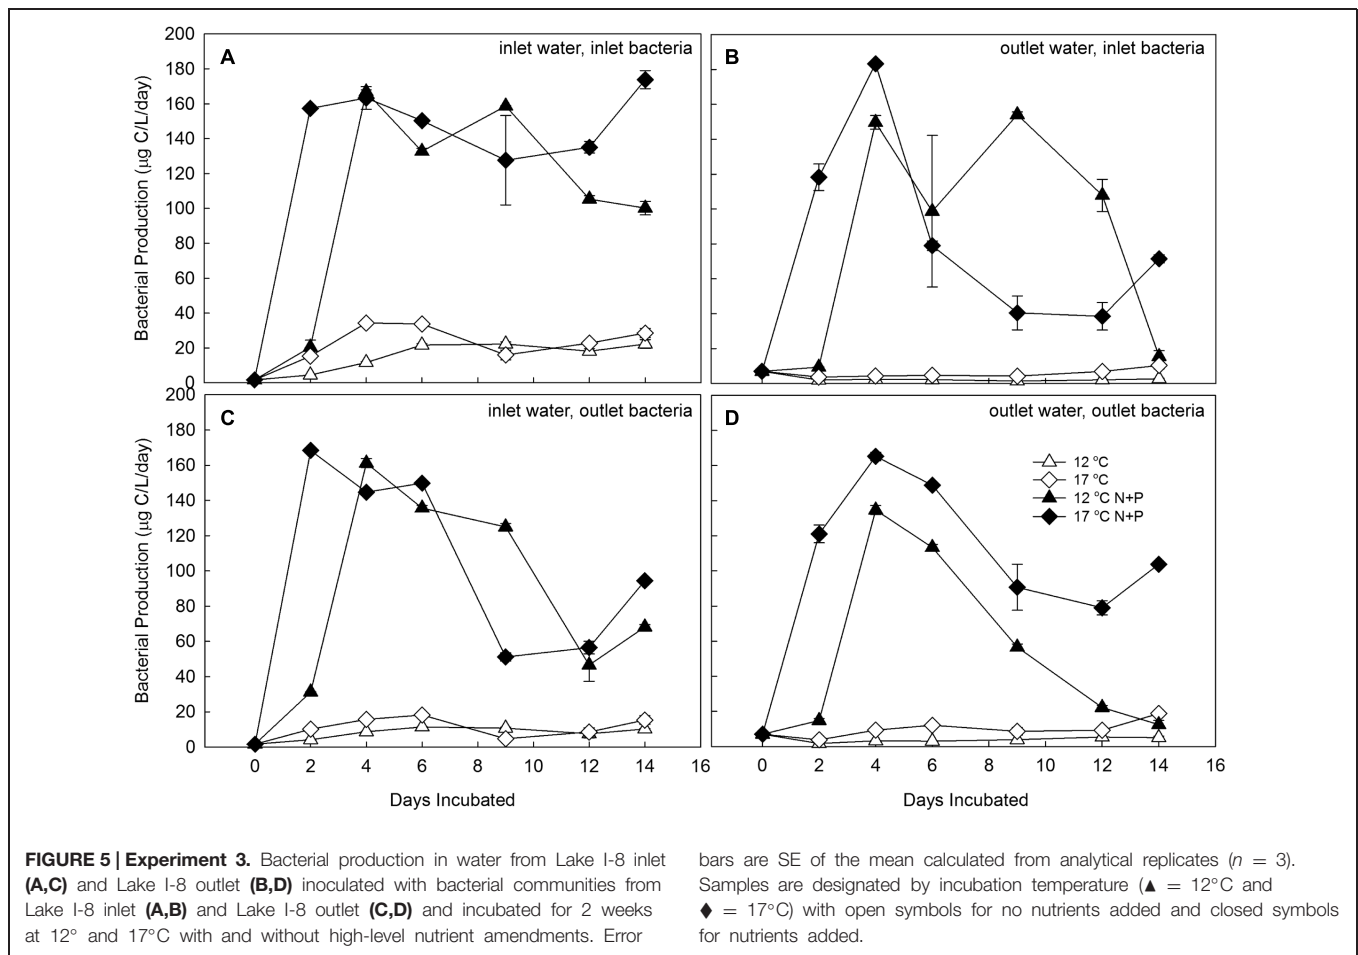 200
180
160
140
120
100
80
60
40
20
0
Bacterial Production (µg C/L/day)
A
inlet water, inlet bacteria
B
outlet water, inlet bacteria
200
180
160
140
120
100
80
60
40
20
0
Bacterial Production (µg C/L/day)
C
inlet water, outlet bacteria
0 2 4 6 8 10 12 14 16
Days Incubated
D
outlet water, outlet bacteria
12 ºC
17 ºC
12 ºC N+P
17 ºC N+P
0 2 4 6 8 10 12 14 16
Days Incubated
FIGURE 5 | Experiment 3. Bacterial production in water from Lake I-8 inlet
(A,C) and Lake I-8 outlet (B,D) inoculated with bacterial communities from
Lake I-8 inlet (A,B) and Lake I-8 outlet (C,D) and incubated for 2 weeks
at 12° and 17°C with and without high-level nutrient amendments. Error
bars are SE of the mean calculated from analytical replicates (n = 3).
Samples are designated by incubation temperature (▲ = 12°C and
♦ = 17°C) with open symbols for no nutrients added and closed symbols
for nutrients added.